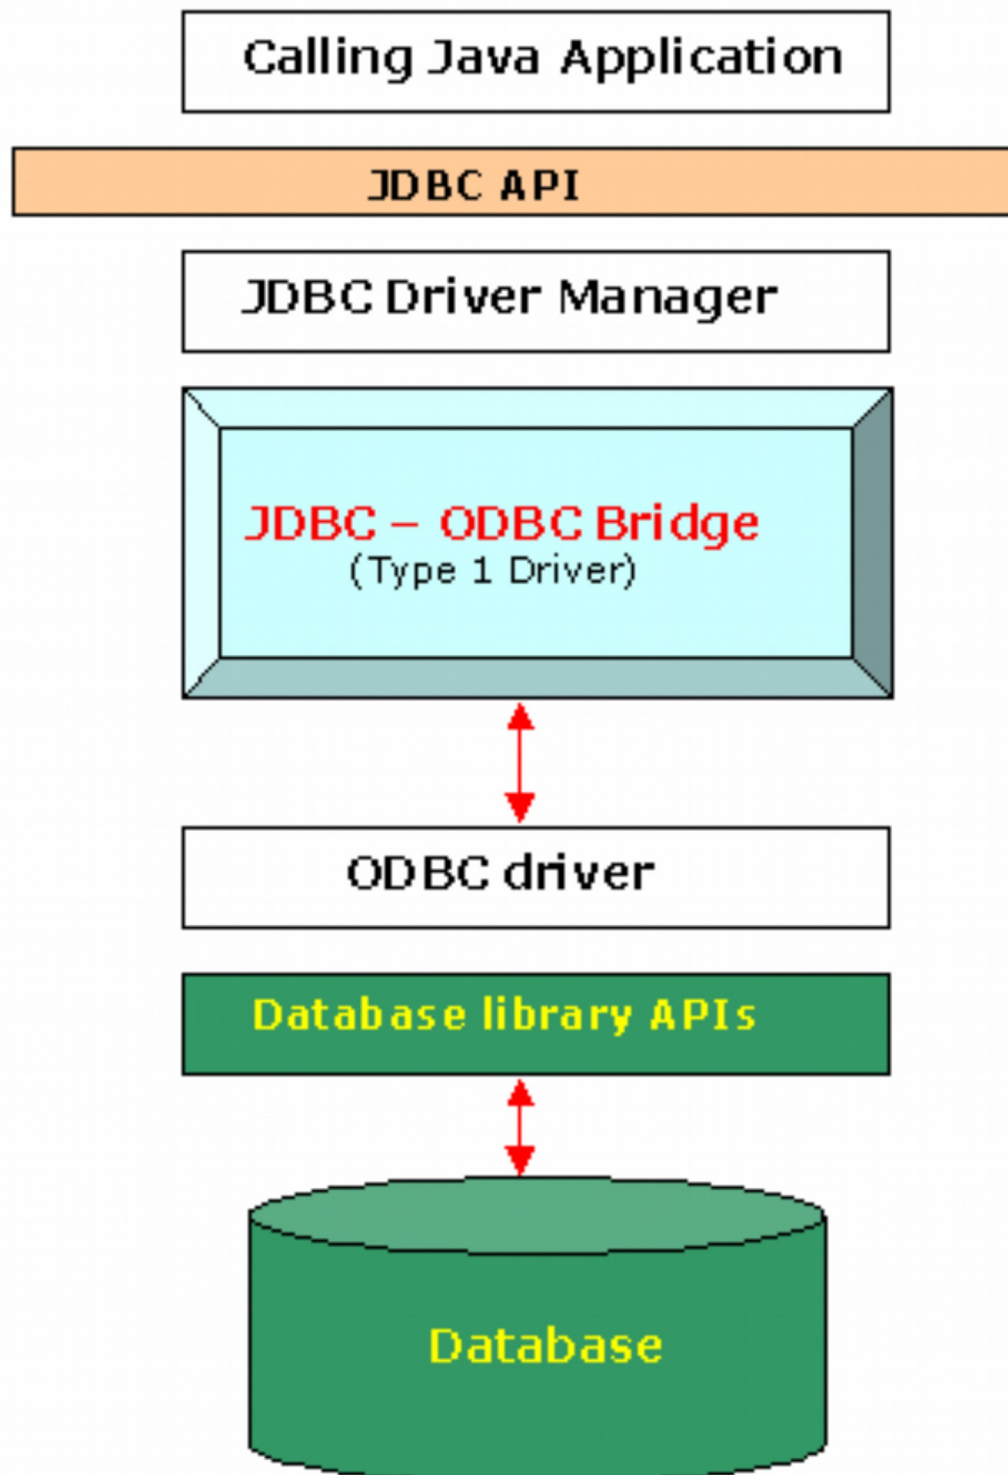 Calling Java Application
JDBC API
JDBC Driver Manager
JDBC – ODBC Bridge
(Type 1 Driver)
ODBC driver
Database library APIs
Database